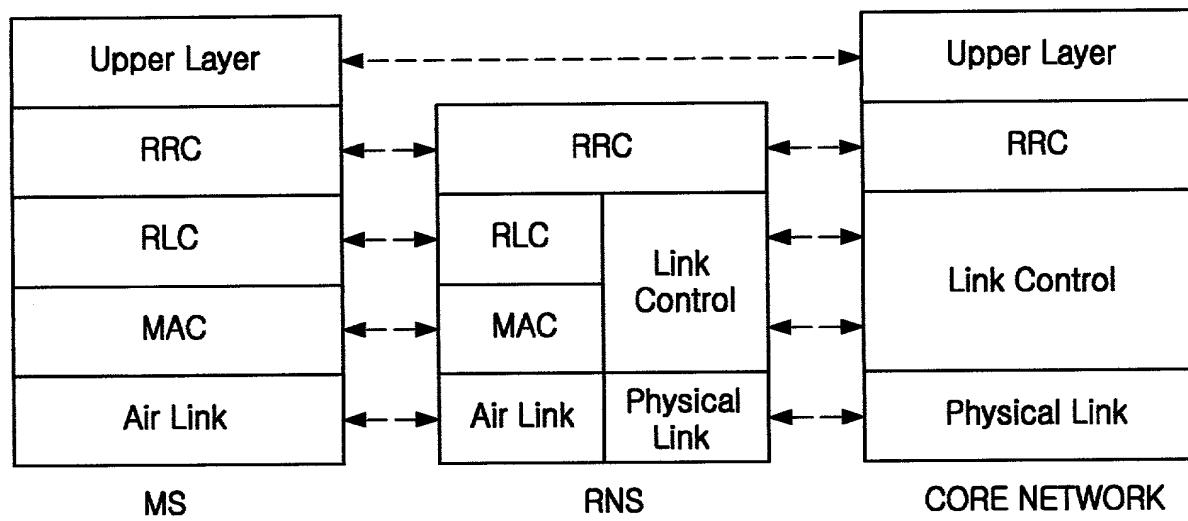 Upper Layer
RRC
RLC
MAC
Air Link
MS
RRC
RLC
MAC
Link
Control
Air Link
Physical
Link
RNS
Upper Layer
RRC
Link Control
Physical Link
CORE NETWORK